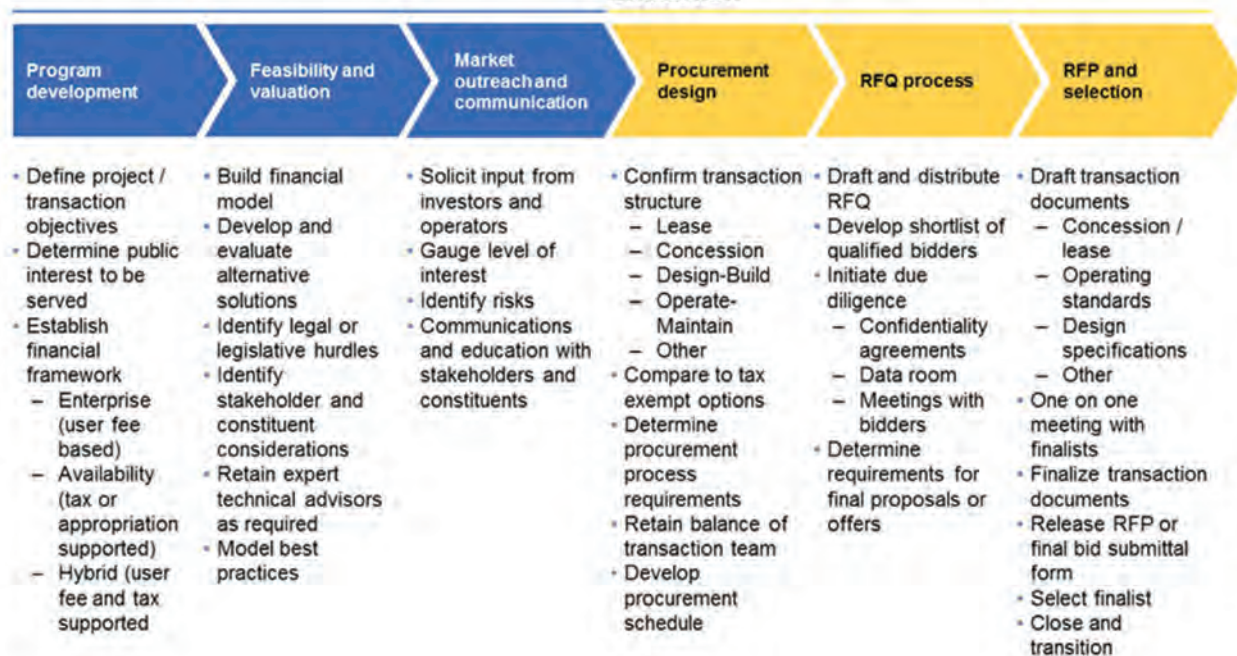 Program
development
Feasibility and
valuation
Market
outreach and
communication
Procurement
design
RFQ process
RFP and
selection
• Define project /
transaction
objectives
• Determine public
interest to be
served
• Establish
financial
framework
– Enterprise
(user fee
based)
– Availability
(tax or
appropriation
supported)
– Hybrid (user
fee and tax
supported
• Build financial
model
• Develop and
evaluate
alternative
solutions
• Identify legal or
legislative hurdles
• Identify
stakeholder and
constituent
considerations
• Retain expert
technical advisors
as required
• Model best
practices
• Solicit input from
investors and
operators
• Gauge level of
interest
• Identify risks
• Communications
and education with
stakeholders and
constituents
• Confirm transaction
structure
– Lease
– Concession
– Design-Build
– Operate-
Maintain
– Other
• Compare to tax
exempt options
• Determine
procurement
process
requirements
• Retain balance of
transaction team
• Develop
procurement
schedule
• Draft and distribute
RFQ
• Develop shortlist of
qualified bidders
• Initiate due
diligence
– Confidentiality
agreements
– Data room
– Meetings with
bidders
• Determine
requirements for
final proposals or
offers
• Draft transaction
documents
– Concession /
lease
– Operating
standards
– Design
specifications
– Other
• One on one
meeting with
finalists
• Finalize transaction
documents
• Release RFP or
final bid submittal
form
• Select finalist
• Close and
transition